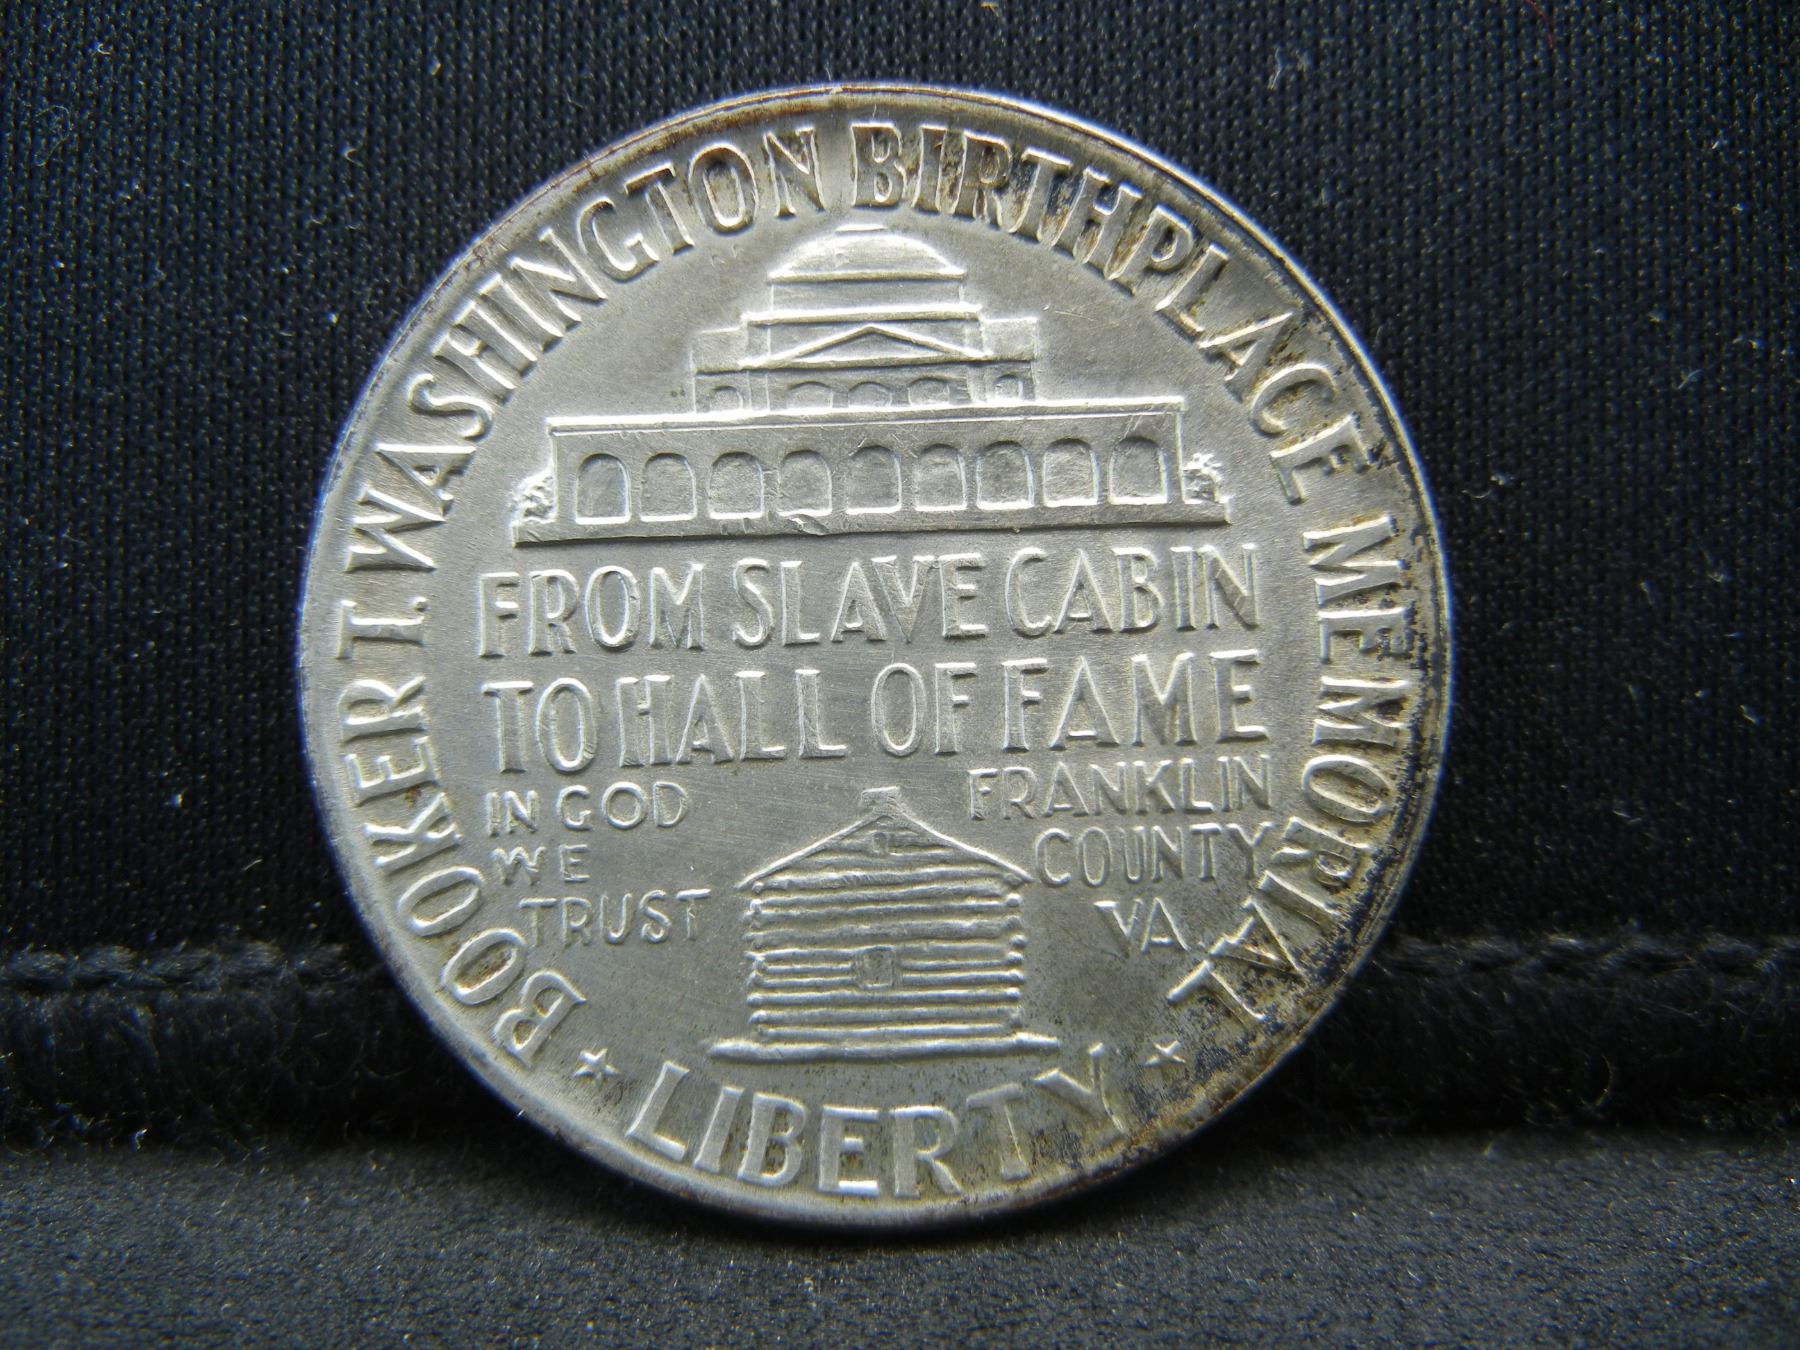 BOOKER T. WASHINGTON BIRTHPLACE MEMORIAL
FROM SLAVE CABIN
TO HALL OF FAME
IN GOD
WE
TRUST
FRANKLIN
COUNTY
VA
LIBERTY